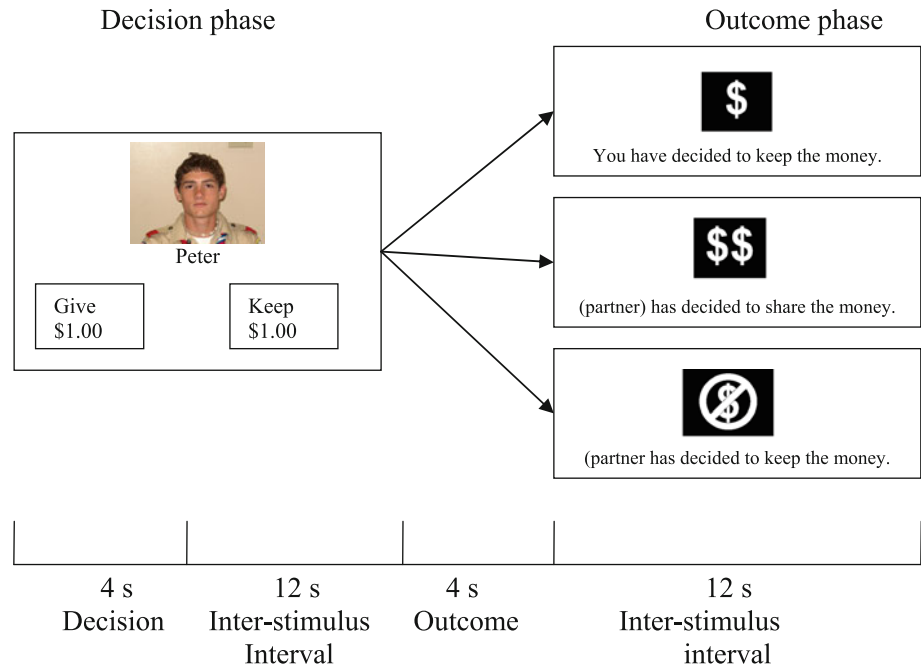 Decision phase
Outcome phase
Peter
Give
$1.00
Keep
$1.00
$
You have decided to keep the money.
$$
(partner) has decided to share the money.
$
(partner has decided to keep the money.
4 s
Decision
12 s
Inter-stimulus
Interval
4 s
Outcome
12 s
Inter-stimulus
interval